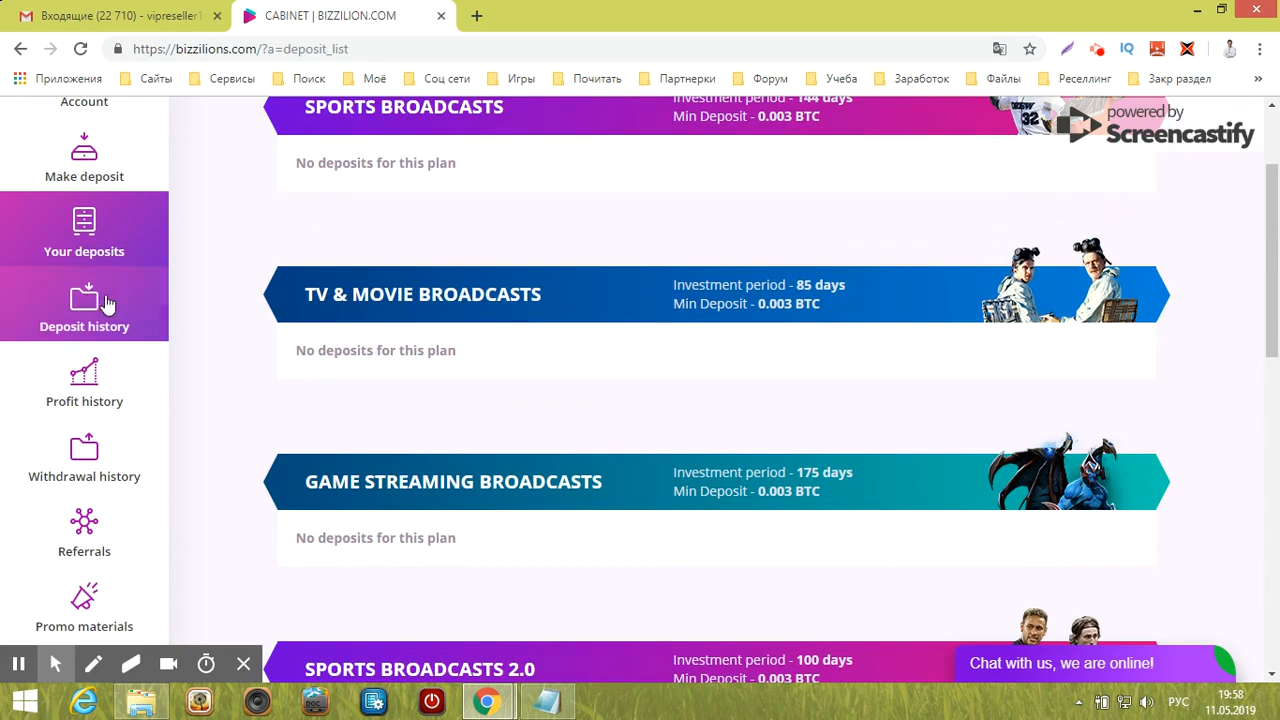 Входящие (22 710) - vipreseller1
CABINET | BIZZILION.COM
https://bizzilions.com/?a=deposit_list
Приложения
Сайты
Сервисы
Поиск
Моё
Соц сети
Игры
Почитать
Партнерки
Форум
Учеба
Заработок
Файлы
Реселлинг
Закр раздел
»
Account
Make deposit
Your deposits
Deposit history
Profit history
Withdrawal history
Referrals
Promo materials
SPORTS BROADCASTS
Investment period - 144 days
Min Deposit - 0.003 BTC
No deposits for this plan
32
powered by
Screencastify
TV & MOVIE BROADCASTS
Investment period - 85 days
Min Deposit - 0.003 BTC
No deposits for this plan
GAME STREAMING BROADCASTS
Investment period - 175 days
Min Deposit - 0.003 BTC
No deposits for this plan
SPORTS BROADCASTS 2.0
Investment period - 100 days
Min Deposit - 0.003 BTC
Chat with us, we are online!
DOC
РУС
19:58
11.05.2019